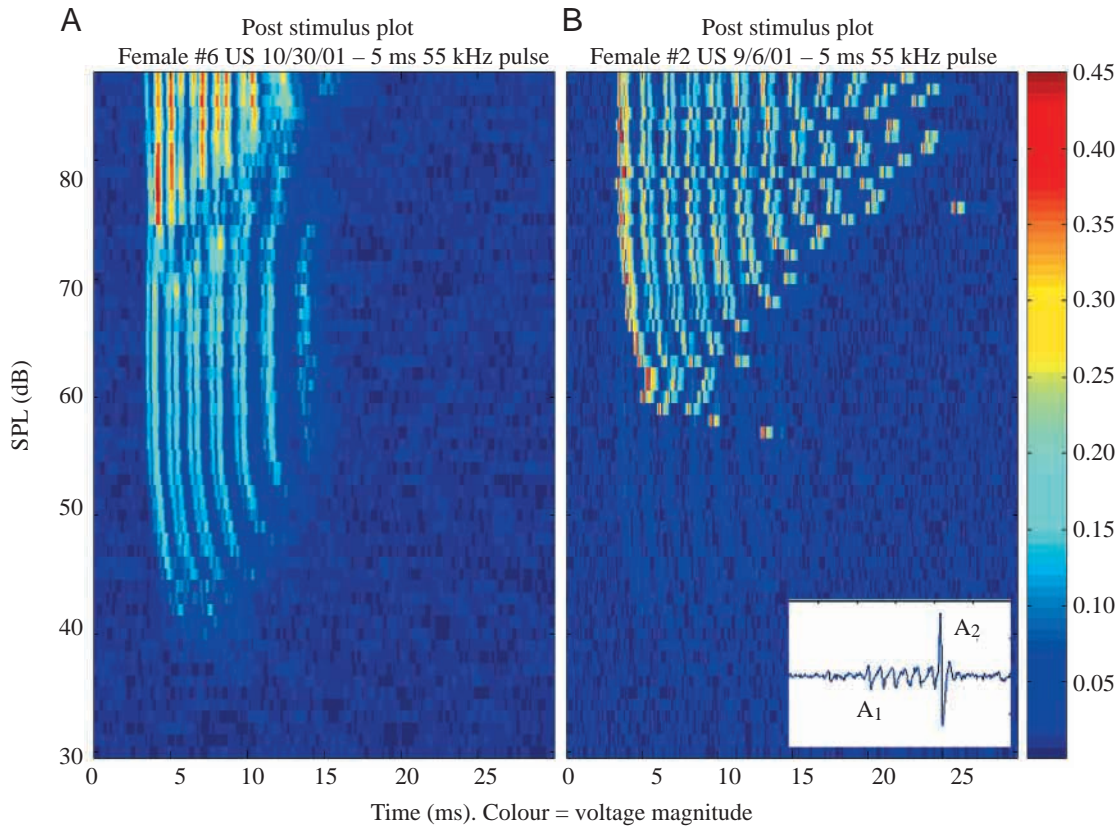 A
Post stimulus plot
Female #6 US 10/30/01 – 5 ms 55 kHz pulse
B
Post stimulus plot
Female #2 US 9/6/01 – 5 ms 55 kHz pulse
SPL (dB)
80
70
60
50
40
30
0 5 10 15 20 25
0 5 10 15 20 25
A1
A2
0.45
0.40
0.35
0.30
0.25
0.20
0.15
0.10
0.05
Time (ms). Colour = voltage magnitude